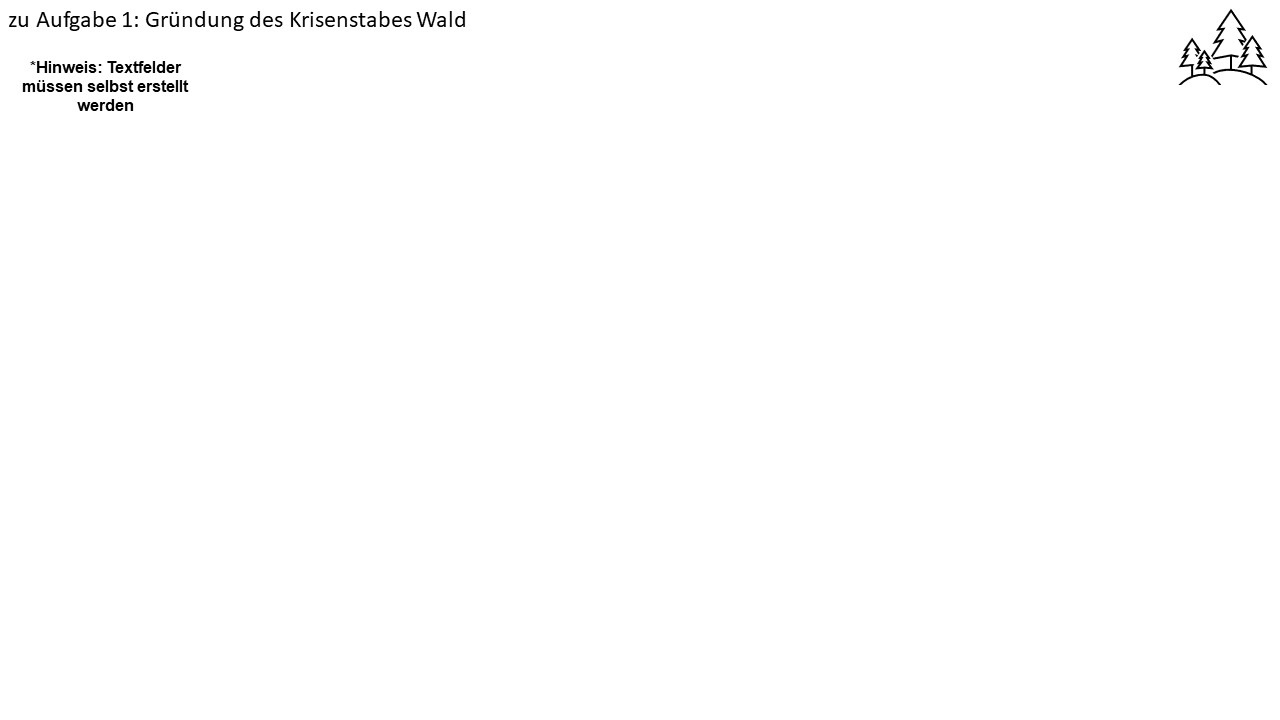 zu Aufgabe 1: Gründung des Krisenstabes Wald
*Hinweis: Textfelder
müssen selbst erstellt
werden